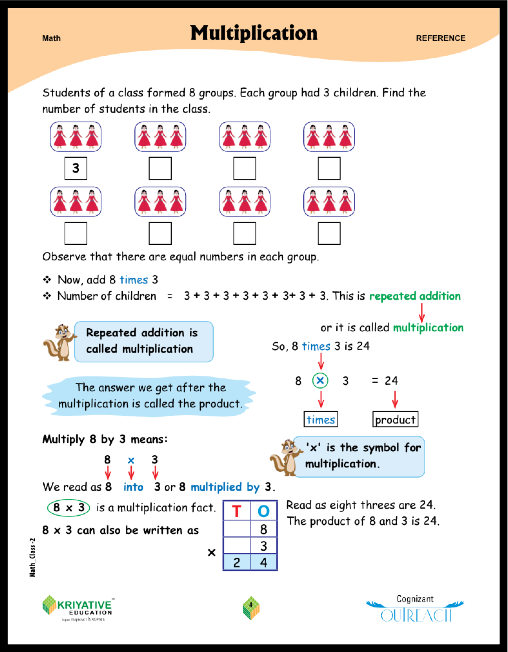 Math
Multiplication
REFERENCE
Students of a class formed 8 groups. Each group had 3 children. Find the
number of students in the class.
3
Observe that there are equal numbers in each group.
❖ Now, add 8 times 3
❖ Number of children = 3 + 3 + 3 + 3 + 3 + 3+ 3 + 3. This is repeated addition
or it is called multiplication
Repeated addition is
called multiplication
So, 8 times 3 is 24
8 x 3 = 24
times product
The answer we get after the
multiplication is called the product.
'x' is the symbol for
multiplication.
Multiply 8 by 3 means:
8 x 3
We read as 8 into 3 or 8 multiplied by 3.
8 x 3 is a multiplication fact.
8 x 3 can also be written as
T O
8
x 3
2 4
Read as eight threes are 24.
The product of 8 and 3 is 24.
Math_Class-2
KRIYATIVE™
EDUCATION
4
Cognizant
OUTREACH